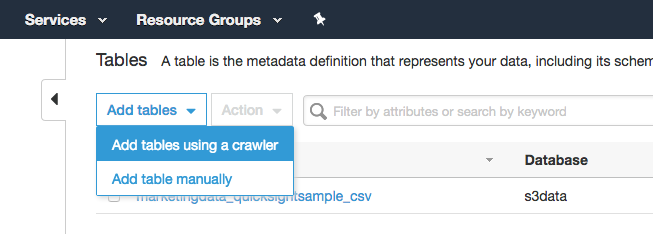 Services Resource Groups
Tables A table is the metadata definition that represents your data, including its schem
Add tables Action Filter by attributes or search by keyword
Add tables using a crawler
Database
Add table manually
marketingdata_quicksightsample_csv s3data